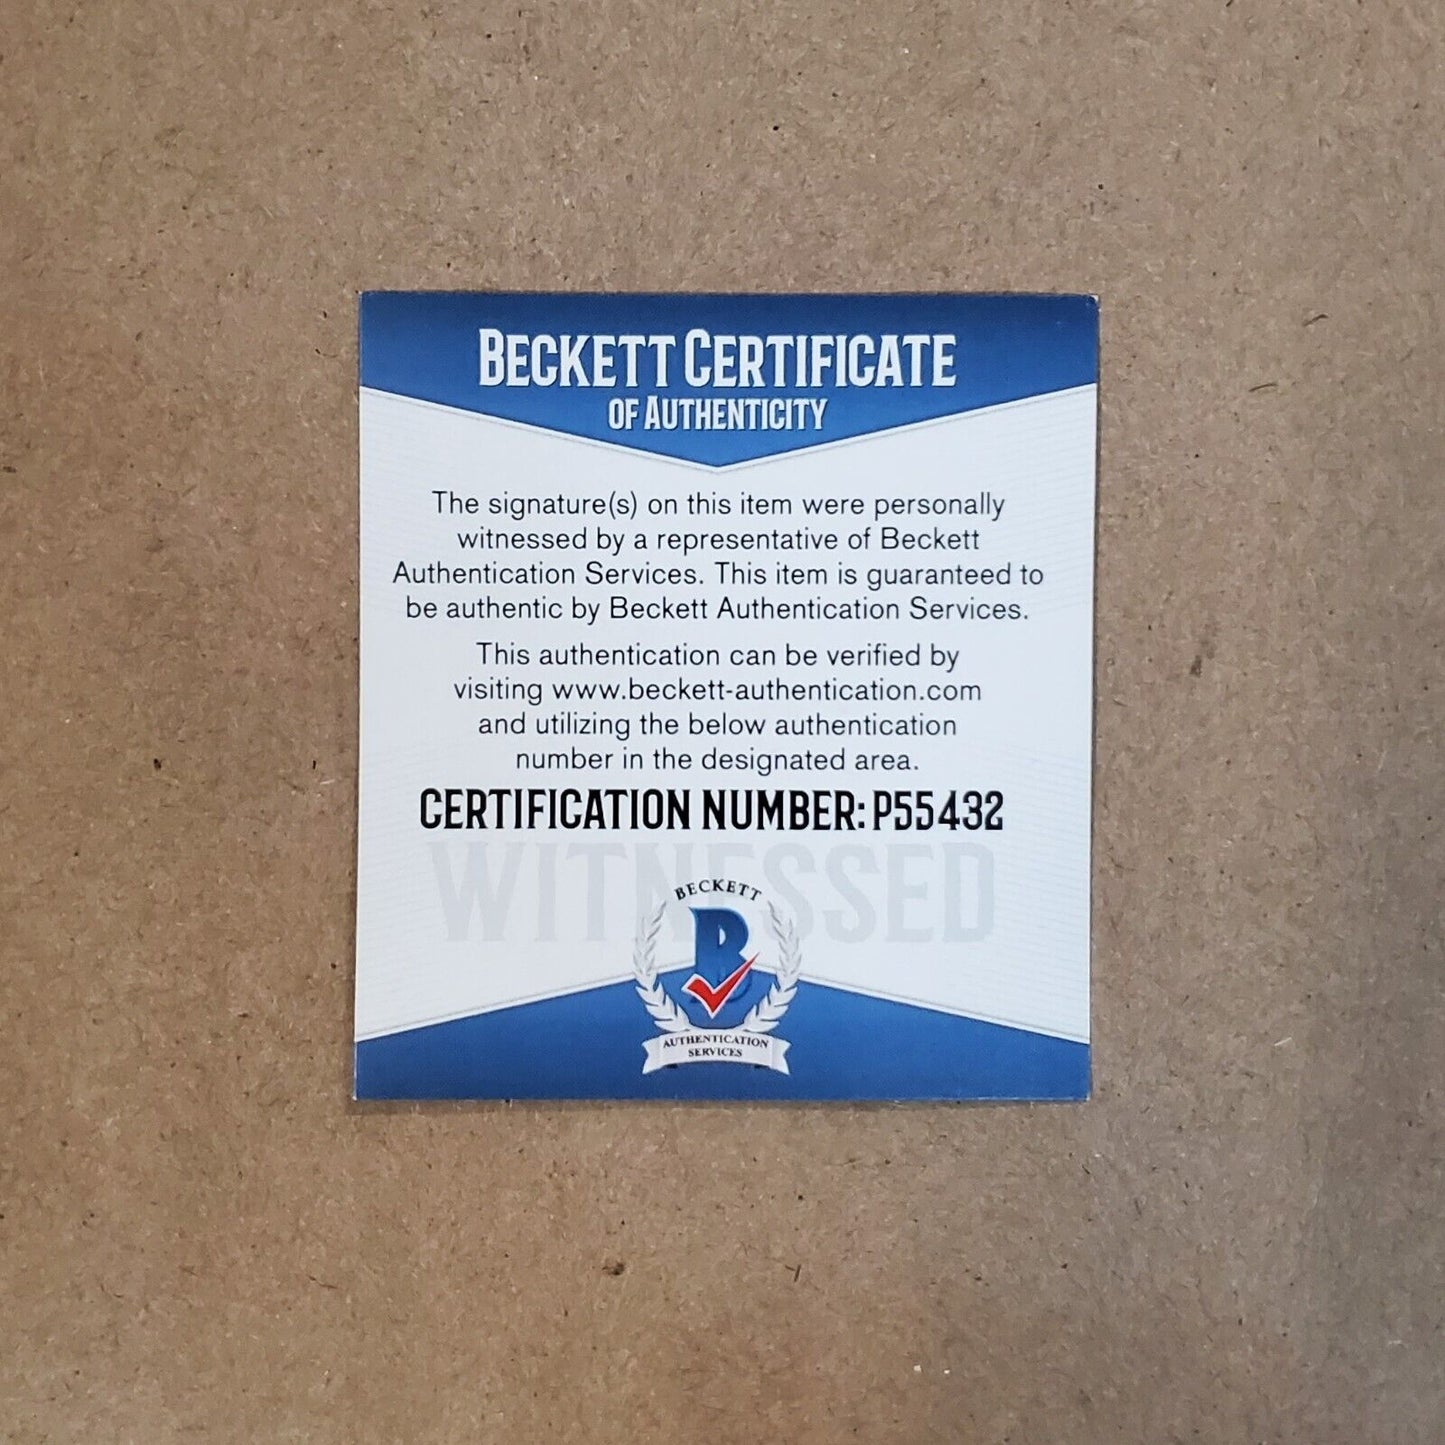 BECKETT CERTIFICATE
OF AUTHENTICITY
The signature(s) on this item were personally
witnessed by a representative of Beckett
Authentication Services. This item is guaranteed to
be authentic by Beckett Authentication Services.
This authentication can be verified by
visiting www.beckett-authentication.com
and utilizing the below authentication
number in the designated area.
CERTIFICATION NUMBER: P55432
WITNESSED
BECKETT
B
AUTHENTICATION
SERVICES